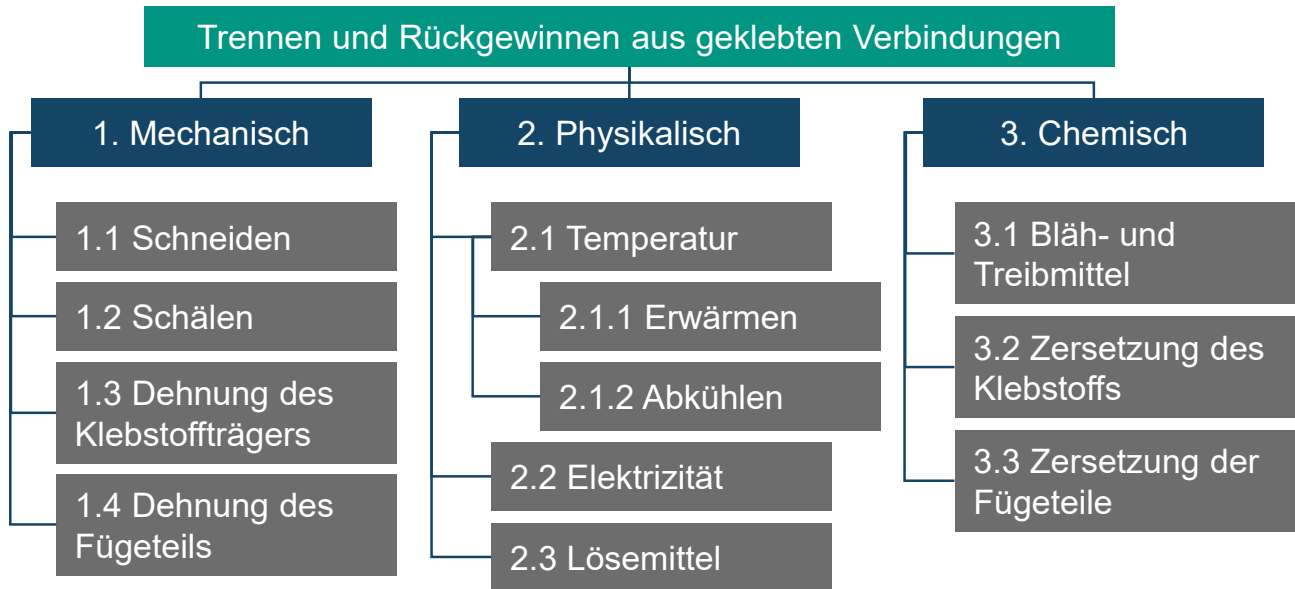 Trennen und Rückgewinnen aus geklebten Verbindungen
1. Mechanisch
1.1 Schneiden
1.2 Schälen
1.3 Dehnung des
Klebstoffträgers
1.4 Dehnung des
Fügeteils
2. Physikalisch
2.1 Temperatur
2.1.1 Erwärmen
2.1.2 Abkühlen
2.2 Elektrizität
2.3 Lösemittel
3. Chemisch
3.1 Bläh- und
Treibmittel
3.2 Zersetzung des
Klebstoffs
3.3 Zersetzung der
Fügeteile